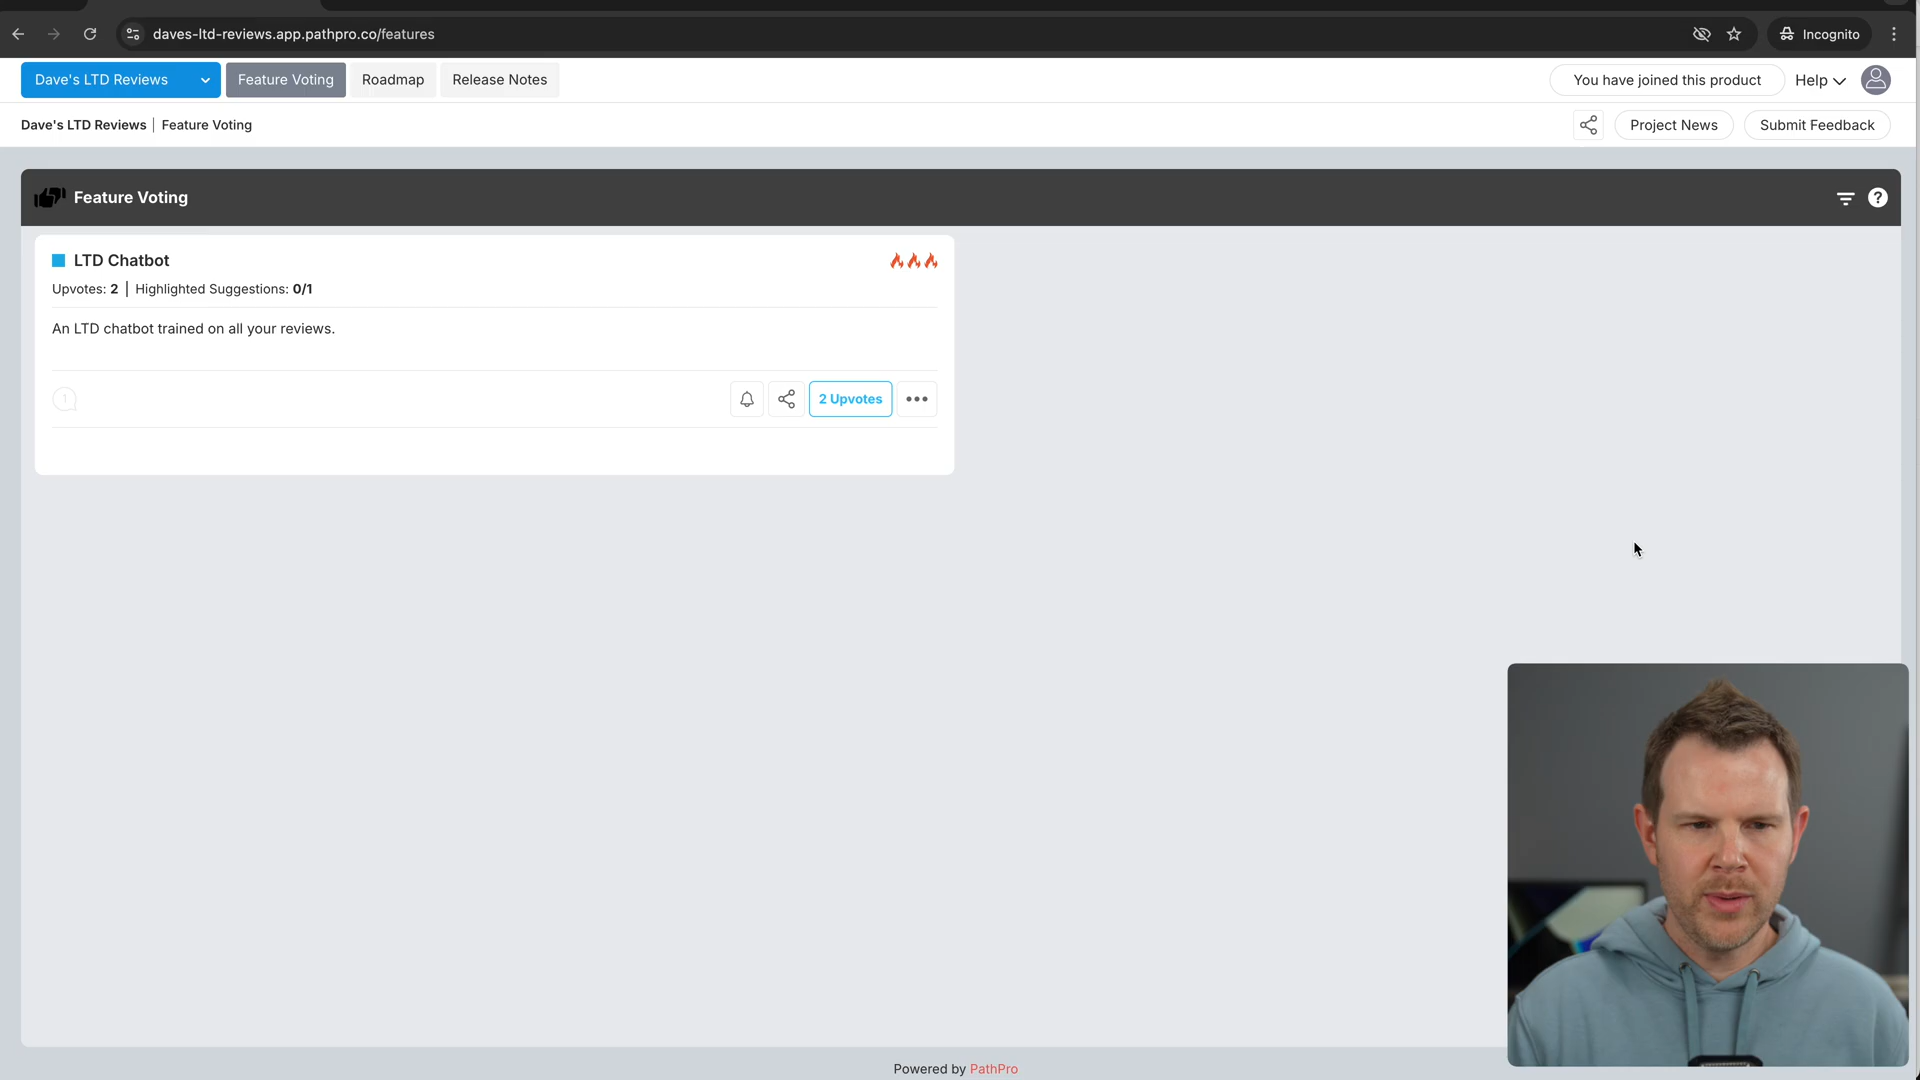 daves-ltd-reviews.app.pathpro.co/features
Incognito
Dave's LTD Reviews
Feature Voting
Roadmap
Release Notes
You have joined this product
Help
Dave's LTD Reviews | Feature Voting
Project News
Submit Feedback
Feature Voting
?
LTD Chatbot
Upvotes: 2 | Highlighted Suggestions: 0/1
An LTD chatbot trained on all your reviews.
1
2 Upvotes
Powered by PathPro